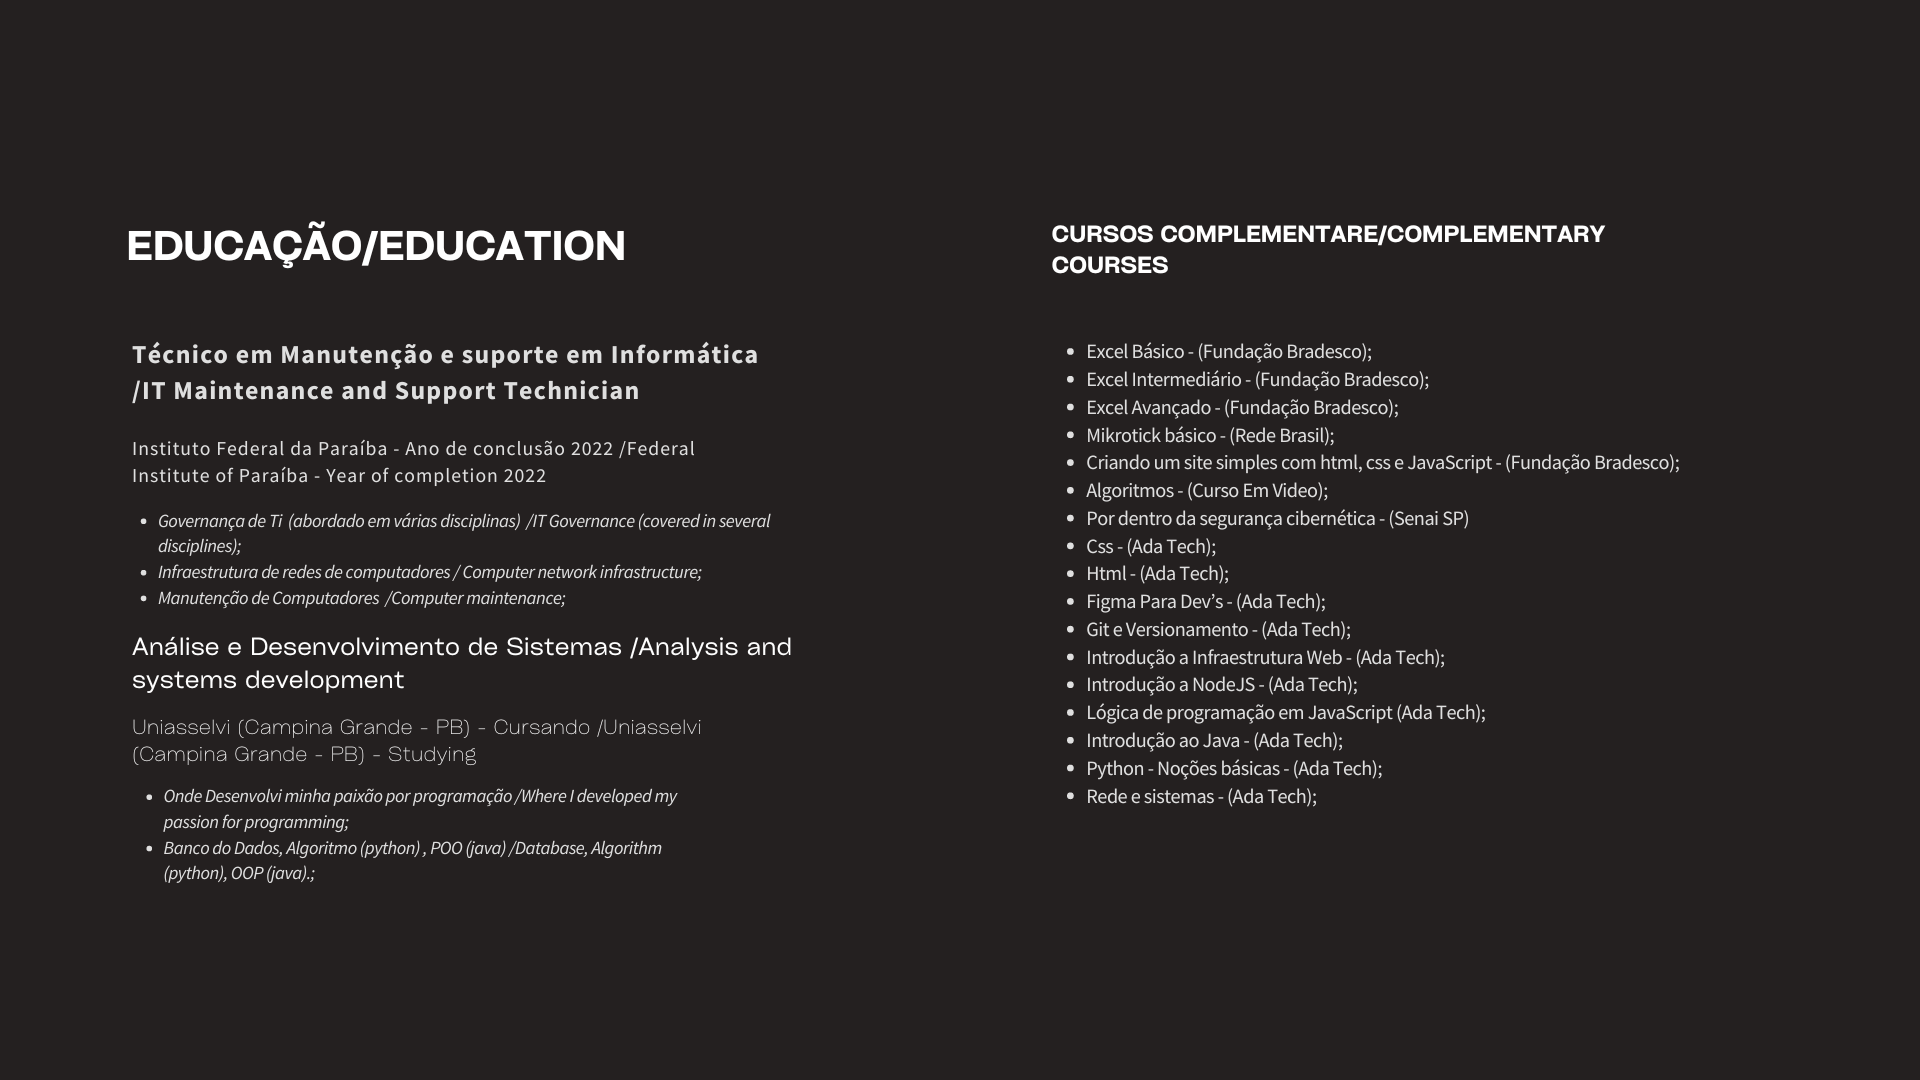 EDUCAÇÃO/EDUCATION
Técnico em Manutenção e suporte em Informática
/IT Maintenance and Support Technician
Instituto Federal da Paraíba - Ano de conclusão 2022 /Federal
Institute of Paraíba - Year of completion 2022
• Governança de Ti (abordado em várias disciplinas) /IT Governance (covered in several
disciplines);
• Infraestrutura de redes de computadores / Computer network infrastructure;
• Manutenção de Computadores /Computer maintenance;
Análise e Desenvolvimento de Sistemas /Analysis and
systems development
Uniasselvi (Campina Grande - PB) - Cursando /Uniasselvi
(Campina Grande - PB) - Studying
• Onde Desenvolvi minha paixão por programação /Where I developed my
passion for programming;
• Banco do Dados, Algoritmo (python) , POO (java) /Database, Algorithm
(python), OOP (java).;
CURSOS COMPLEMENTARE/COMPLEMENTARY
COURSES
• Excel Básico - (Fundação Bradesco);
• Excel Intermediário - (Fundação Bradesco);
• Excel Avançado - (Fundação Bradesco);
• Mikrotick básico - (Rede Brasil);
• Criando um site simples com html, css e JavaScript - (Fundação Bradesco);
• Algoritmos - (Curso Em Video);
• Por dentro da segurança cibernética - (Senai SP)
• Css - (Ada Tech);
• Html - (Ada Tech);
• Figma Para Dev’s - (Ada Tech);
• Git e Versionamento - (Ada Tech);
• Introdução a Infraestrutura Web - (Ada Tech);
• Introdução a NodeJS - (Ada Tech);
• Lógica de programação em JavaScript (Ada Tech);
• Introdução ao Java - (Ada Tech);
• Python - Noções básicas - (Ada Tech);
• Rede e sistemas - (Ada Tech);